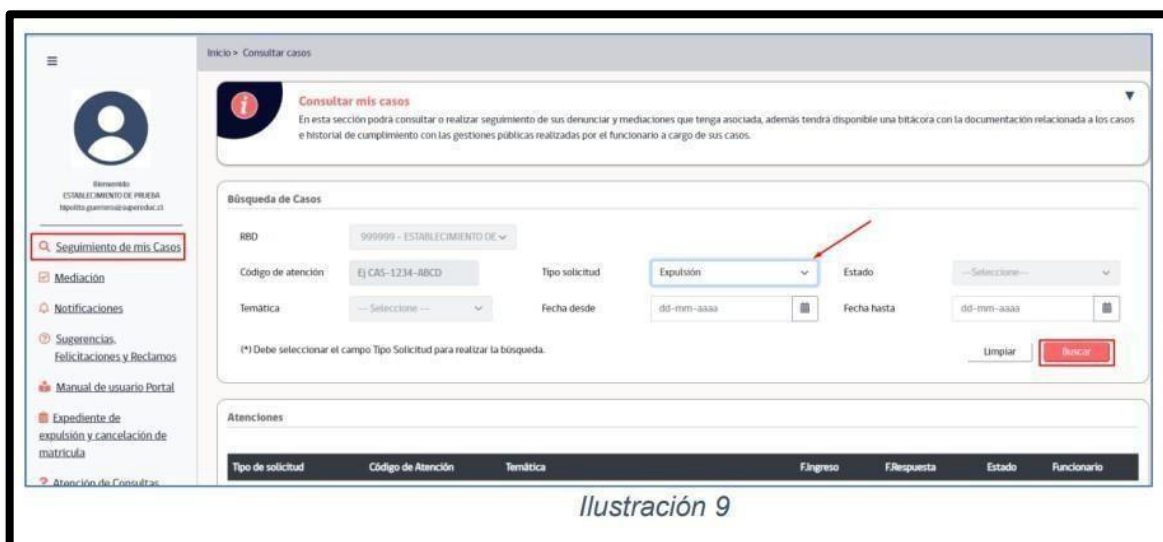 Inicio > Consultar casos
Consultar mis casos
En esta sección podrá consultar o realizar seguimiento de sus denunciar y mediaciones que tenga asociada, además tendrá disponible una bitácora con la documentación relacionada a los casos
e historial de cumplimiento con las gestiones públicas realizadas por el funcionario a cargo de sus casos.
Bienvenido
ESTABLECIMIENTO DE PRUEBA
Seguimiento de mis Casos
Mediación
Notificaciones
Sugerencias,
Felicitaciones y Reclamos
Manual de usuario Portal
Expediente de
expulsión y cancelación de
matrícula
Atención de Consultas
Búsqueda de Casos
RBD 999999 - ESTABLECIMIENTO DE
Código de atención Ej CAS-1234-ABCD Tipo solicitud Expulsión Estado ---Seleccione---
Temática --- Seleccione --- Fecha desde dd-mm-aaaa Fecha hasta dd-mm-aaaa
(*) Debe seleccionar el campo Tipo Solicitud para realizar la búsqueda. Limpiar Buscar
Atenciones
Tipo de solicitud Código de Atención Temática F.Ingreso F.Respuesta Estado Funcionario
Ilustración 9